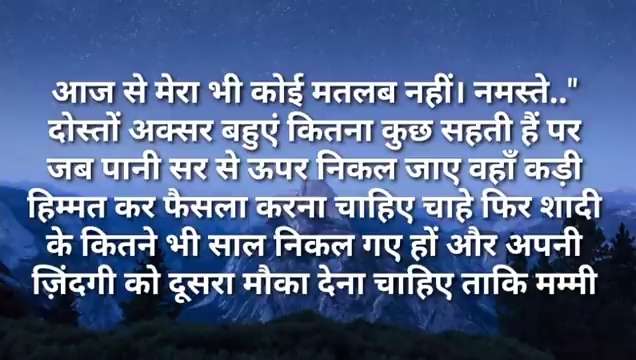 आज से मेरा भी कोई मतलब नहीं। नमस्ते.."
दोस्तों अक्सर बहुएं कितना कुछ सहती हैं पर
जब पानी सर से ऊपर निकल जाए वहाँ कड़ी
हिम्मत कर फैसला करना चाहिए चाहे फिर शादी
के कितने भी साल निकल गए हों और अपनी
ज़िंदगी को दूसरा मौका देना चाहिए ताकि मम्मी